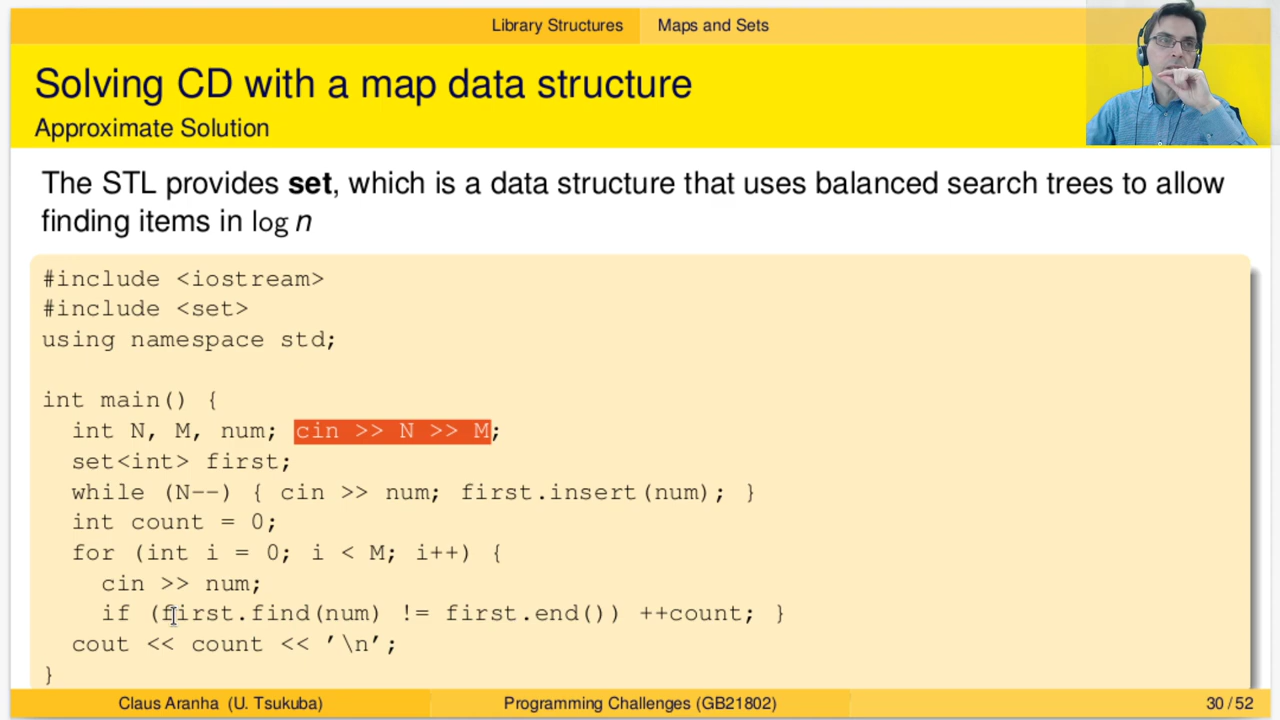 Library Structures Maps and Sets
Solving CD with a map data structure
Approximate Solution
The STL provides set, which is a data structure that uses balanced search trees to allow
finding items in log n
#include <iostream>
#include <set>
using namespace std;
int main() {
int N, M, num; cin >> N >> M;
set<int> first;
while (N--) { cin >> num; first.insert(num); }
int count = 0;
for (int i = 0; i < M; i++) {
cin >> num;
if (first.find(num) != first.end()) ++count; }
cout << count << '\n';
}
Claus Aranha (U. Tsukuba) Programming Challenges (GB21802) 30 / 52